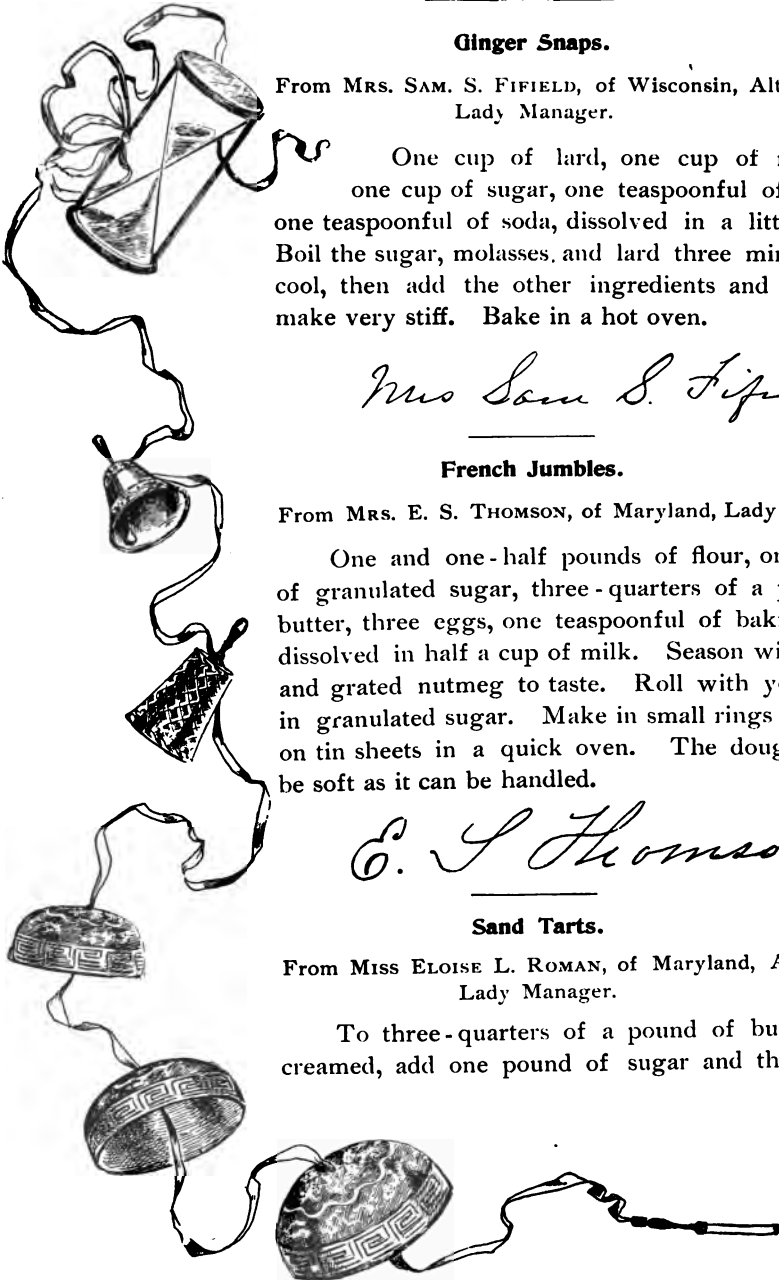 Ginger Snaps.
From Mrs. Sam. S. Fifield, of Wisconsin, Alt
Lady Manager.
One cup of lard, one cup of
one cup of sugar, one teaspoonful of
one teaspoonful of soda, dissolved in a litt
Boil the sugar, molasses, and lard three min
cool, then add the other ingredients and
make very stiff. Bake in a hot oven.
Mrs Sam S. Fif
French Jumbles.
From Mrs. E. S. Thomson, of Maryland, Lady
One and one-half pounds of flour, on
of granulated sugar, three-quarters of a
butter, three eggs, one teaspoonful of baki
dissolved in half a cup of milk. Season wi
and grated nutmeg to taste. Roll with yo
in granulated sugar. Make in small rings
on tin sheets in a quick oven. The doug
be soft as it can be handled.
E. S Thomso
Sand Tarts.
From Miss Eloise L. Roman, of Maryland, A
Lady Manager.
To three-quarters of a pound of bu
creamed, add one pound of sugar and th